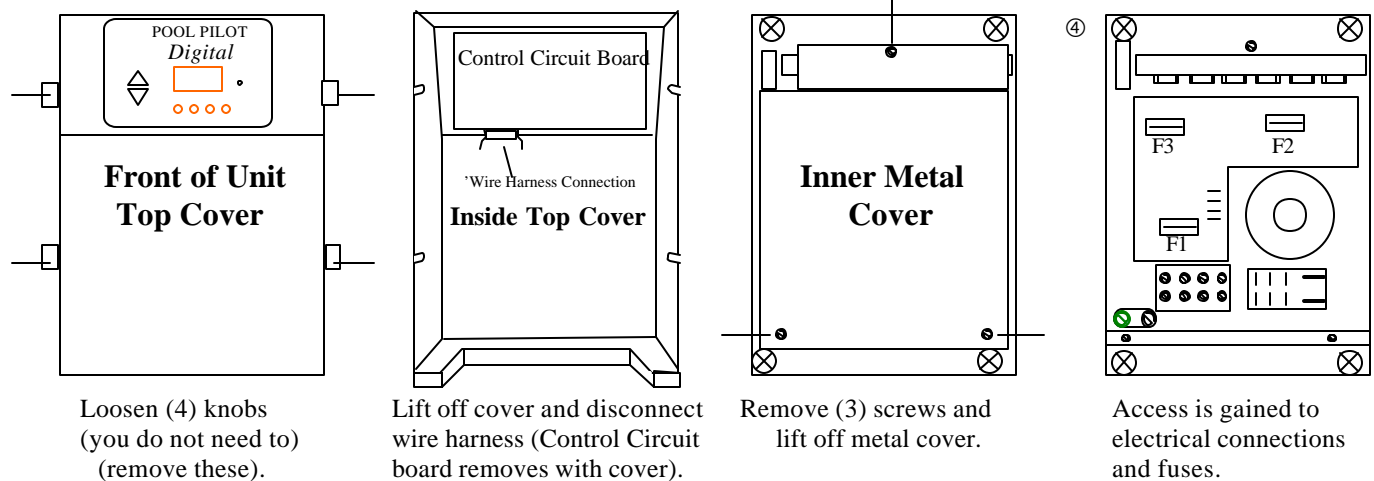 POOL PILOT
Digital
Front of Unit
Top Cover
Loosen (4) knobs
(you do not need to)
(remove these).
Control Circuit Board
'Wire Harness Connection
Inside Top Cover
Lift off cover and disconnect
wire harness (Control Circuit
board removes with cover).
Inner Metal
Cover
Remove (3) screws and
lift off metal cover.
④
F3
F2
F1
Access is gained to
electrical connections
and fuses.